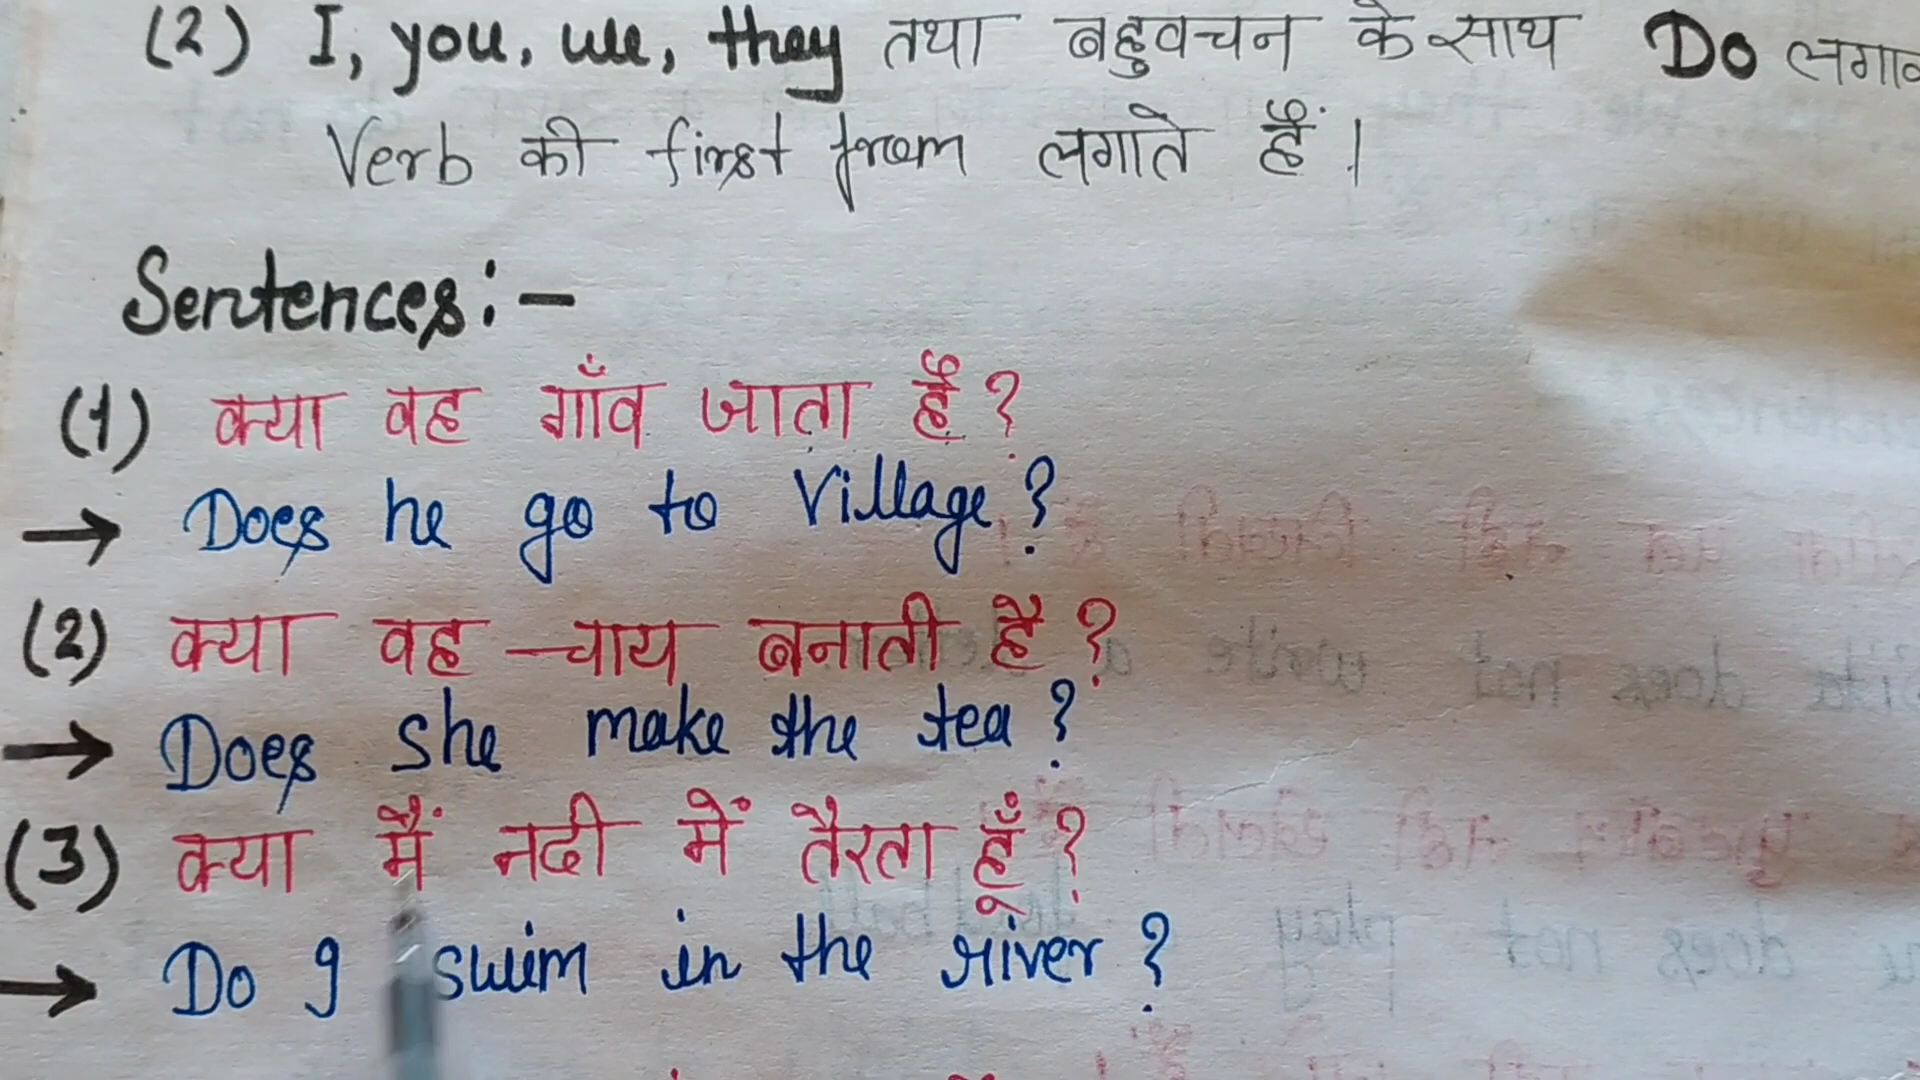 (2) I, you, we, they तथा बहुवचन के साथ Do लगाक
Verb की first from लगाते हैं।
Sentences:-
(1) क्या वह गाँव जाता है?
→ Does he go to Village?
(2) क्या वह चाय बनाती है?
→ Does she make the tea?
(3) क्या मैं नदी में तैरता हूँ?
→ Do I swim in the river?